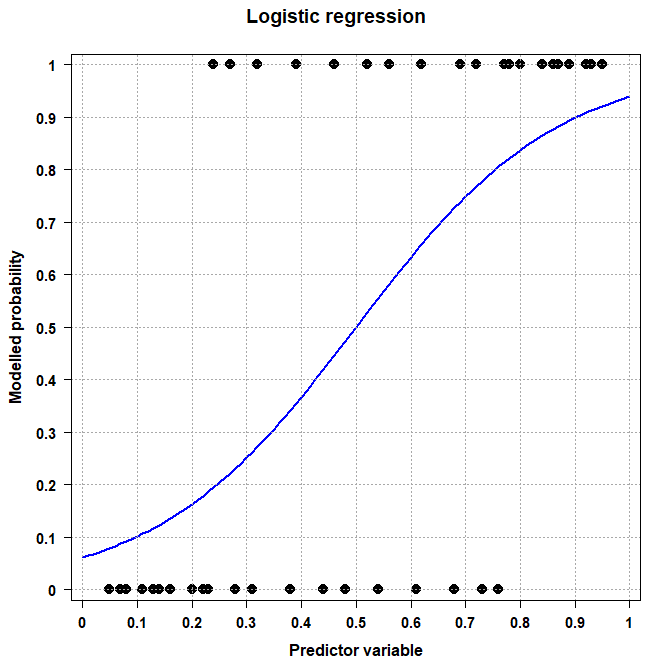 Logistic regression
1
0.9
0.8
0.7
0.6
0.5
0.4
0.3
0.2
0.1
0
Modelled probability
0 0.1 0.2 0.3 0.4 0.5 0.6 0.7 0.8 0.9 1
Predictor variable